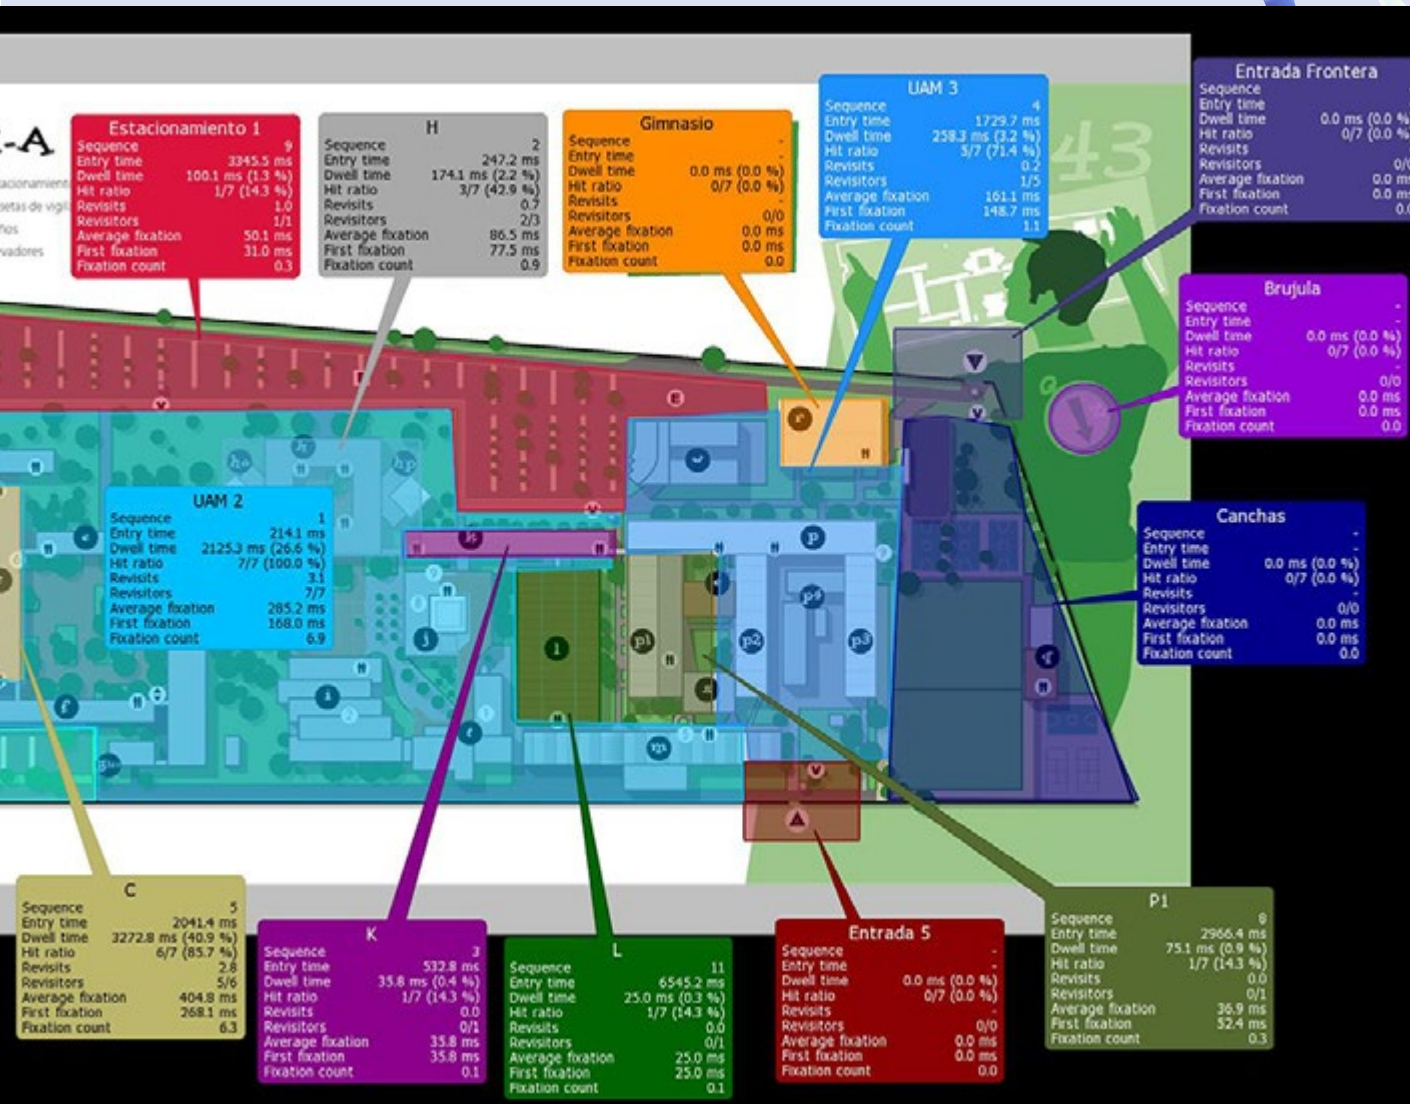 -A
Estacionamiento 1
Sequence 9
Entry time 3345.5 ms
Dwell time 100.1 ms (1.3 %)
Hit ratio 1/7 (14.3 %)
Revisits 1.0
Revisitors 1/1
Average fixation 50.1 ms
First fixation 31.0 ms
Fixation count 0.3
H
Sequence 2
Entry time 247.2 ms
Dwell time 174.1 ms (2.2 %)
Hit ratio 3/7 (42.9 %)
Revisits 0.7
Revisitors 2/3
Average fixation 86.5 ms
First fixation 77.5 ms
Fixation count 0.9
Gimnasio
Sequence -
Entry time -
Dwell time 0.0 ms (0.0 %)
Hit ratio 0/7 (0.0 %)
Revisits -
Revisitors 0/0
Average fixation 0.0 ms
First fixation 0.0 ms
Fixation count 0.0
UAM 3
Sequence 4
Entry time 1729.7 ms
Dwell time 258.3 ms (3.2 %)
Hit ratio 5/7 (71.4 %)
Revisits 0.2
Revisitors 1/5
Average fixation 161.1 ms
First fixation 148.7 ms
Fixation count 1.1
Entrada Frontera
Sequence
Entry time
Dwell time 0.0 ms (0.0 %
Hit ratio 0/7 (0.0 %
Revisits
Revisitors 0/
Average fixation 0.0 m
First fixation 0.0 m
Fixation count 0.
43
Brujula
Sequence -
Entry time -
Dwell time 0.0 ms (0.0 %)
Hit ratio 0/7 (0.0 %)
Revisits -
Revisitors 0/0
Average fixation 0.0 ms
First fixation 0.0 ms
Fixation count 0.0
UAM 2
Sequence 1
Entry time 214.1 ms
Dwell time 2125.3 ms (26.6 %)
Hit ratio 7/7 (100.0 %)
Revisits 3.1
Revisitors 7/7
Average fixation 285.2 ms
First fixation 168.0 ms
Fixation count 6.9
Canchas
Sequence -
Entry time -
Dwell time 0.0 ms (0.0 %)
Hit ratio 0/7 (0.0 %)
Revisits -
Revisitors 0/0
Average fixation 0.0 ms
First fixation 0.0 ms
Fixation count 0.0
E
k
p
p4
j
l
p1
p2
p3
i
f
t
m
C
Sequence 5
Entry time 2041.4 ms
Dwell time 3272.8 ms (40.9 %)
Hit ratio 6/7 (85.7 %)
Revisits 2.8
Revisitors 5/6
Average fixation 404.8 ms
First fixation 268.1 ms
Fixation count 6.3
K
Sequence 3
Entry time 532.8 ms
Dwell time 35.8 ms (0.4 %)
Hit ratio 1/7 (14.3 %)
Revisits 0.0
Revisitors 0/1
Average fixation 35.8 ms
First fixation 35.8 ms
Fixation count 0.1
L
Sequence 11
Entry time 6545.2 ms
Dwell time 25.0 ms (0.3 %)
Hit ratio 1/7 (14.3 %)
Revisits 0.0
Revisitors 0/1
Average fixation 25.0 ms
First fixation 25.0 ms
Fixation count 0.1
Entrada 5
Sequence -
Entry time -
Dwell time 0.0 ms (0.0 %)
Hit ratio 0/7 (0.0 %)
Revisits -
Revisitors 0/0
Average fixation 0.0 ms
First fixation 0.0 ms
Fixation count 0.0
P1
Sequence 8
Entry time 2966.4 ms
Dwell time 75.1 ms (0.9 %)
Hit ratio 1/7 (14.3 %)
Revisits 0.0
Revisitors 0/1
Average fixation 36.9 ms
First fixation 52.4 ms
Fixation count 0.3